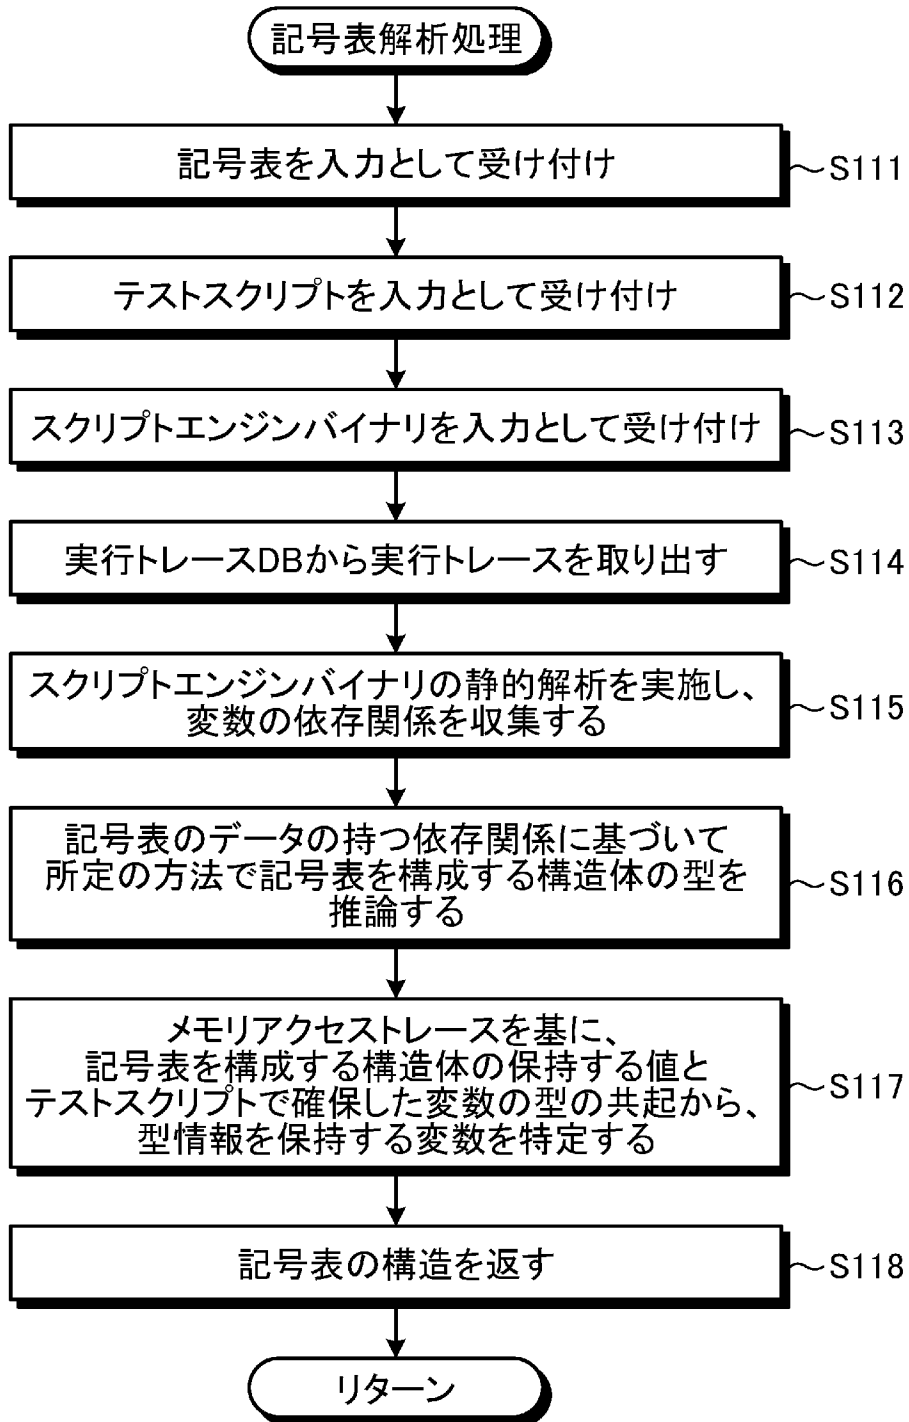 記号表解析処理
記号表を入力として受け付け
~S111
テストスクリプトを入力として受け付け
~S112
スクリプトエンジンバイナリを入力として受け付け
~S113
実行トレースDBから実行トレースを取り出す
~S114
スクリプトエンジンバイナリの静的解析を実施し、
変数の依存関係を収集する
~S115
記号表のデータの持つ依存関係に基づいて
所定の方法で記号表を構成する構造体の型を
推論する
~S116
メモリアクセストレースを基に、
記号表を構成する構造体の保持する値と
テストスクリプトで確保した変数の型の共起から、
型情報を保持する変数を特定する
~S117
記号表の構造を返す
~S118
リターン